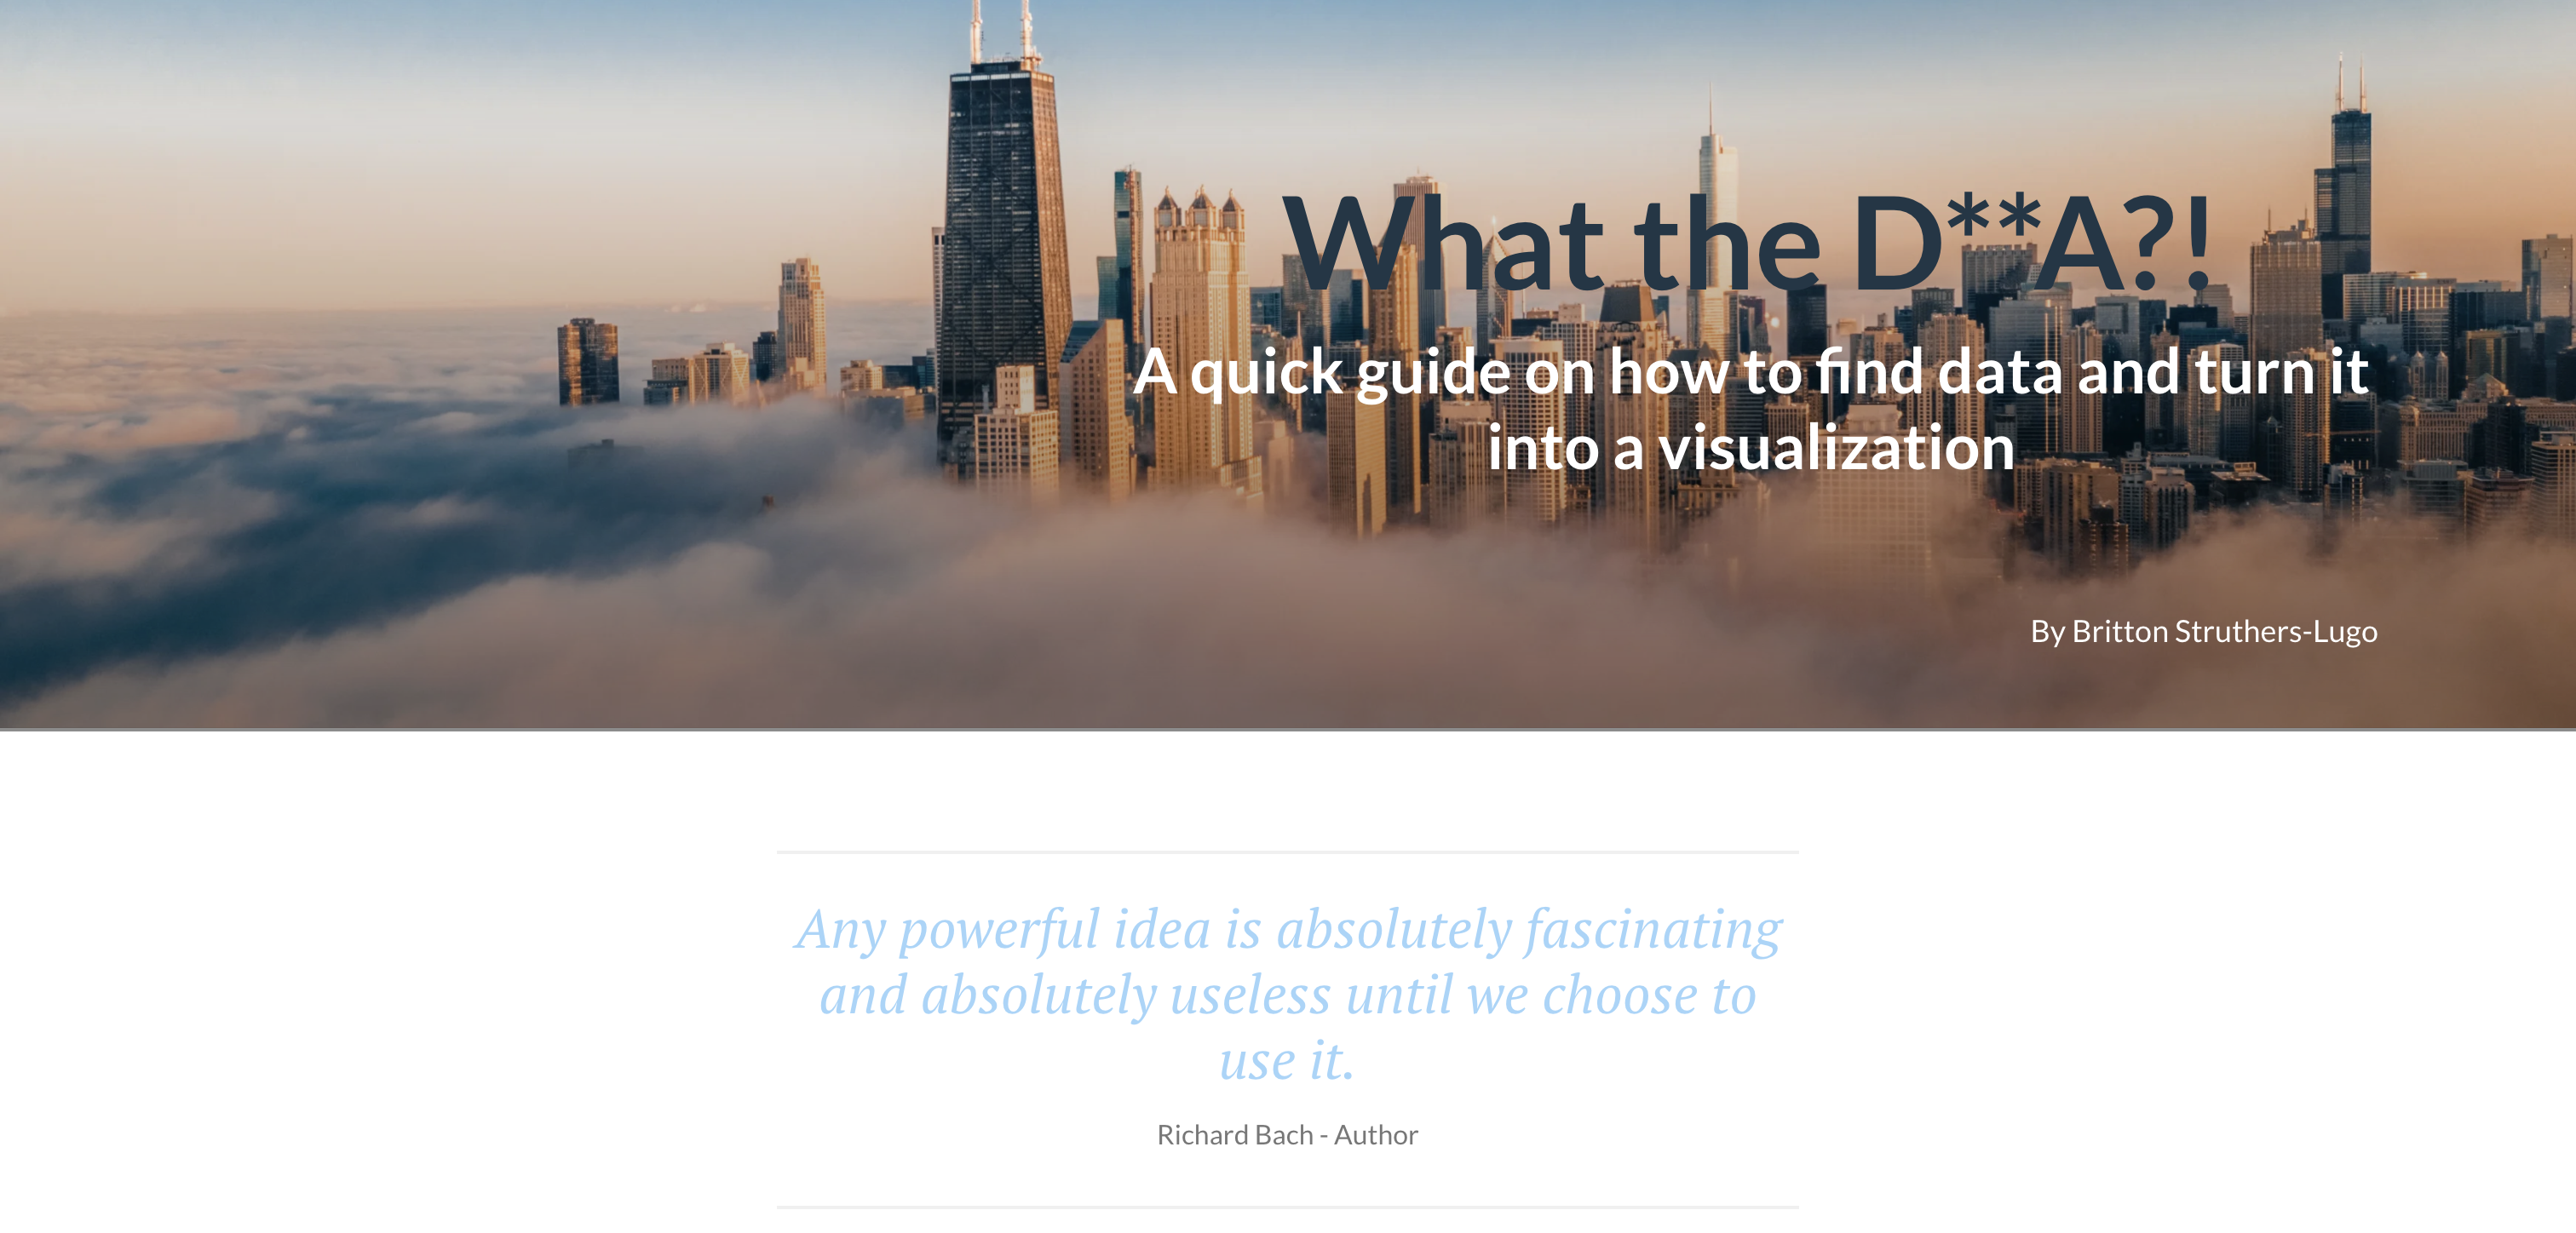 What the D**A?!
A quick guide on how to find data and turn it
into a visualization
By Britton Struthers-Lugo
Any powerful idea is absolutely fascinating
and absolutely useless until we choose to
use it.
Richard Bach - Author